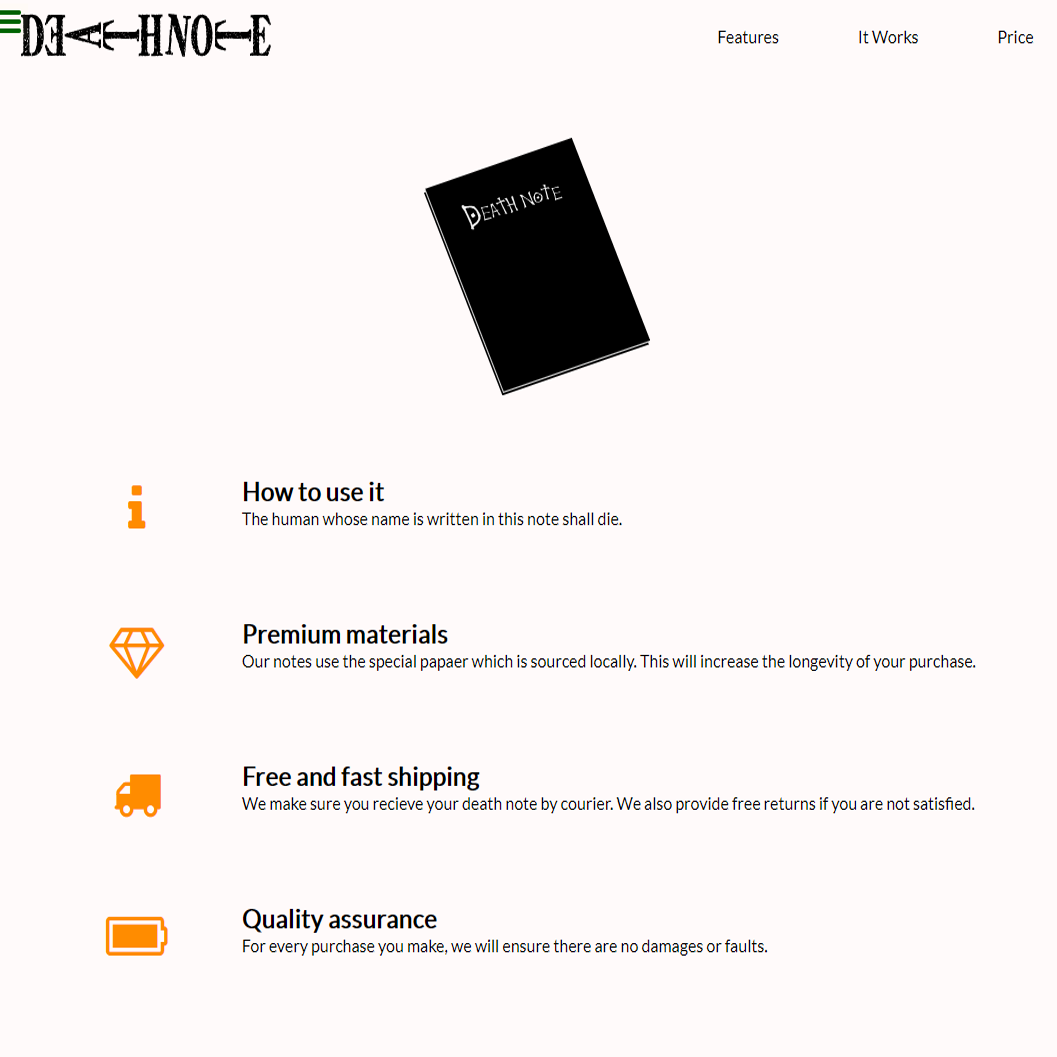 DEATHNOTE
Features
It Works
Price
DEATH NOTE
How to use it
The human whose name is written in this note shall die.
Premium materials
Our notes use the special papaer which is sourced locally. This will increase the longevity of your purchase.
Free and fast shipping
We make sure you recieve your death note by courier. We also provide free returns if you are not satisfied.
Quality assurance
For every purchase you make, we will ensure there are no damages or faults.